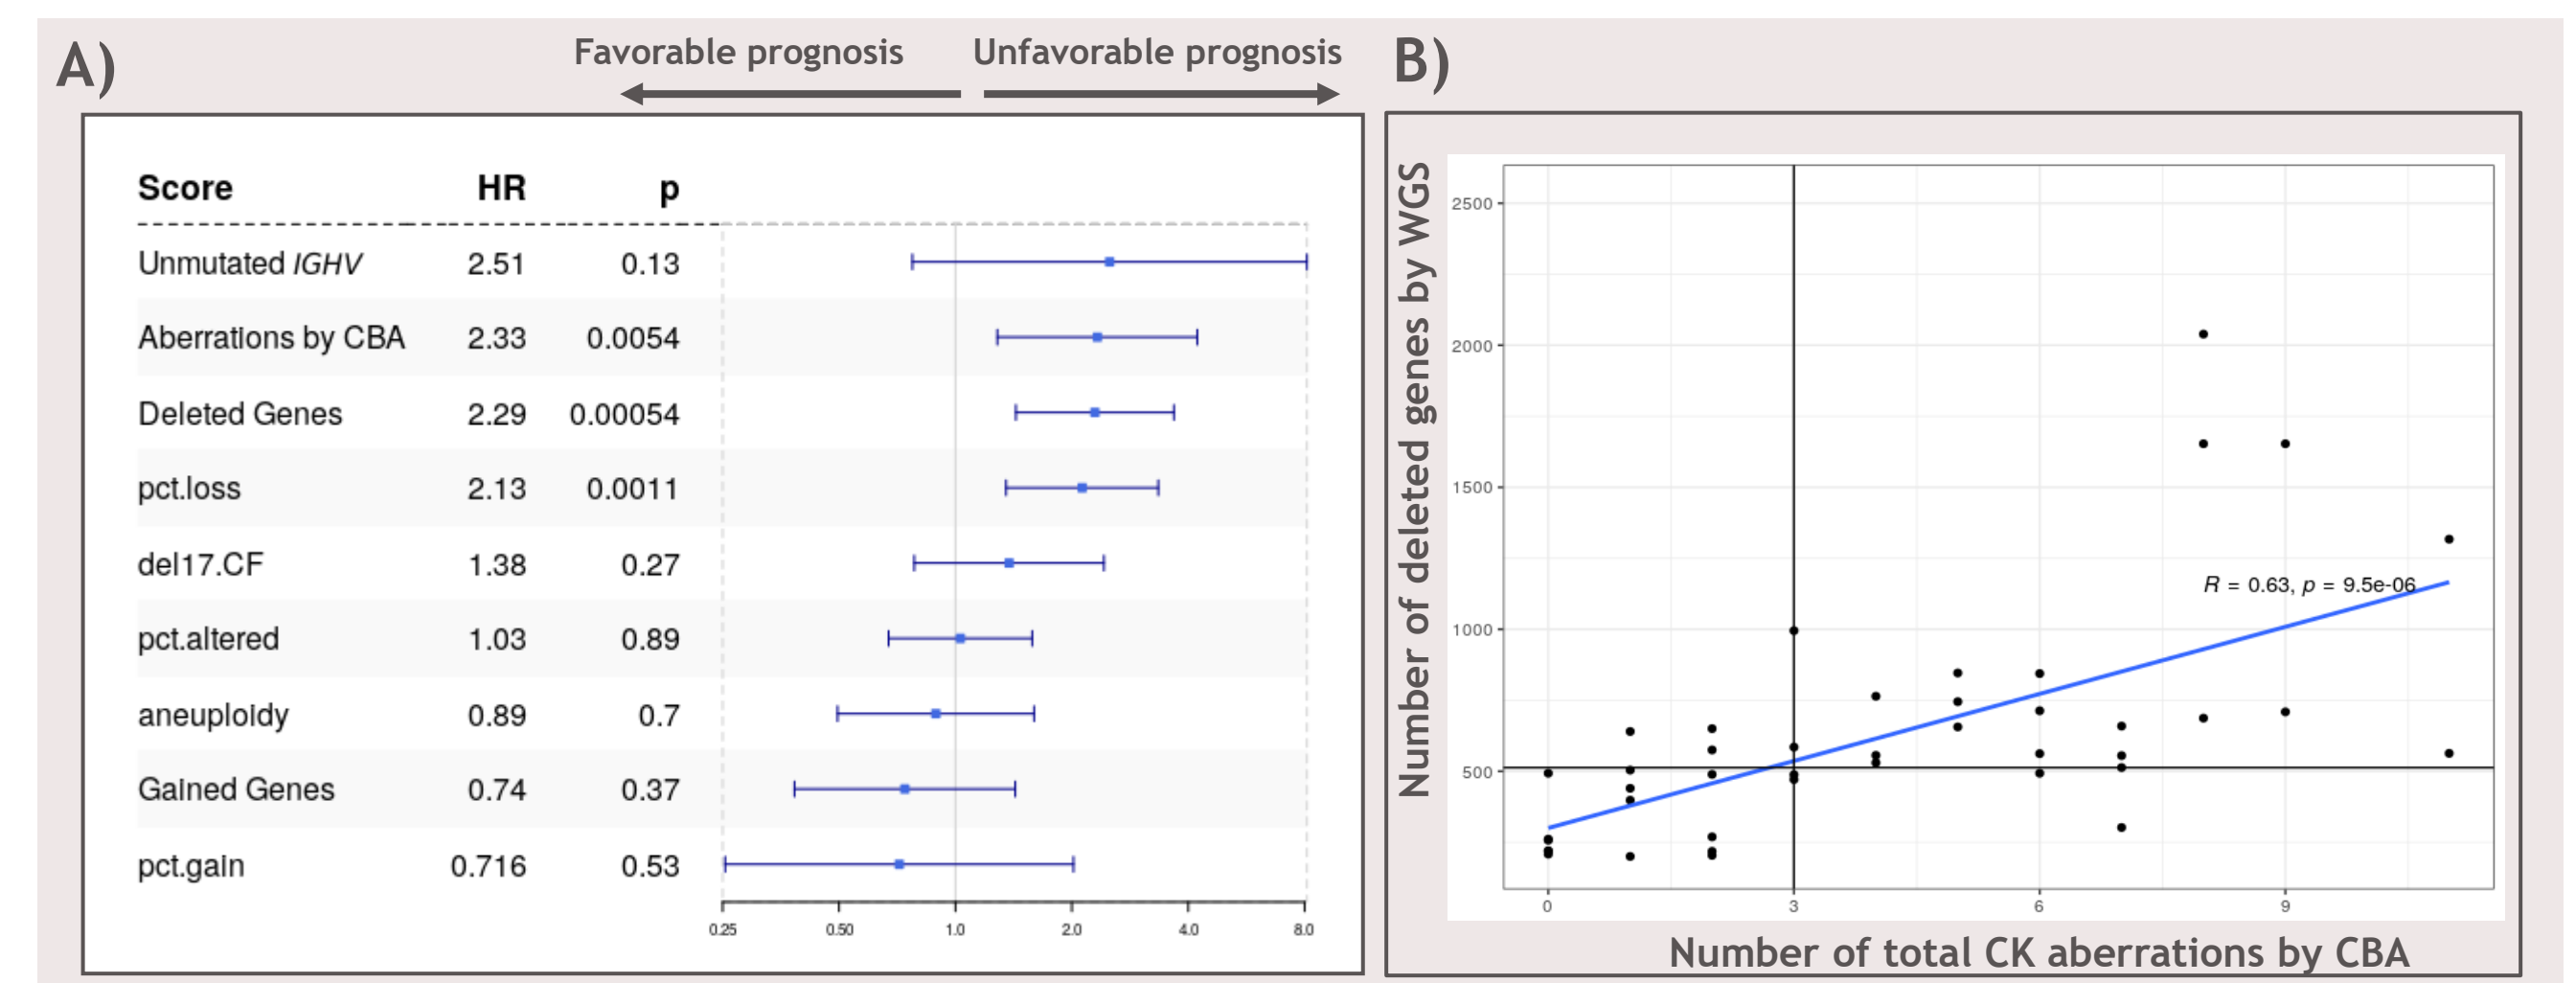 A)
Favorable prognosis
Unfavorable prognosis
Score HR p
Unmutated IGHV 2.51 0.13
Aberrations by CBA 2.33 0.0054
Deleted Genes 2.29 0.00054
pct.loss 2.13 0.0011
del17.CF 1.38 0.27
pct.altered 1.03 0.89
aneuploidy 0.89 0.7
Gained Genes 0.74 0.37
pct.gain 0.716 0.53
0.25 0.50 1.0 2.0 4.0 8.0
B)
Number of deleted genes by WGS
2500
2000
1500
1000
500
R = 0.63, p = 9.5e-06
0 3 6 9
Number of total CK aberrations by CBA